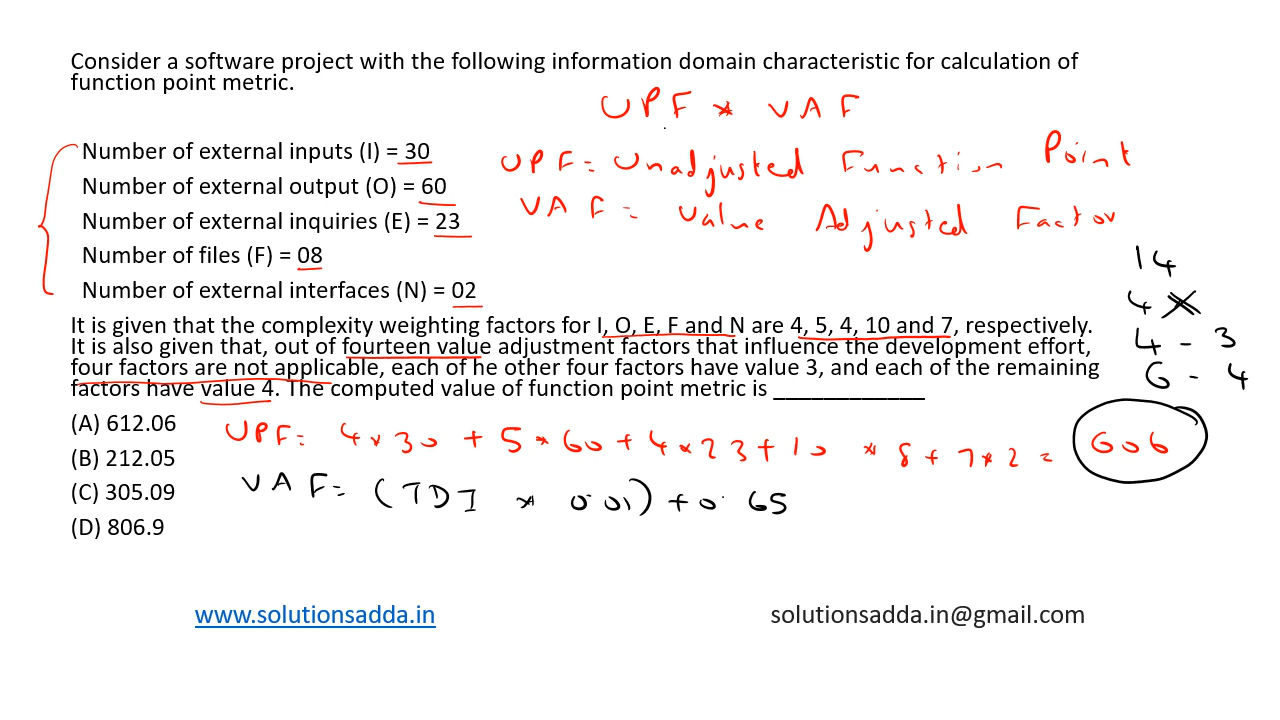 Consider a software project with the following information domain characteristic for calculation of
function point metric.
UPF * VAF
Number of external inputs (I) = 30
UPF = Unadjusted Function Point
Number of external output (O) = 60
VAF = Value Adjusted Factor
Number of external inquiries (E) = 23
Number of files (F) = 08
14
Number of external interfaces (N) = 02
4 X
It is given that the complexity weighting factors for I, O, E, F and N are 4, 5, 4, 10 and 7, respectively.
It is also given that, out of fourteen value adjustment factors that influence the development effort,
4 - 3
four factors are not applicable, each of he other four factors have value 3, and each of the remaining
6 - 4
factors have value 4. The computed value of function point metric is ____________
(A) 612.06
UPF = 4 * 30 + 5 * 60 + 4 * 23 + 10 * 8 + 7 * 2 = 606
(B) 212.05
VAF = (TDI * 0.01) + 0.65
(C) 305.09
(D) 806.9
www.solutionsadda.in
solutionsadda.in@gmail.com